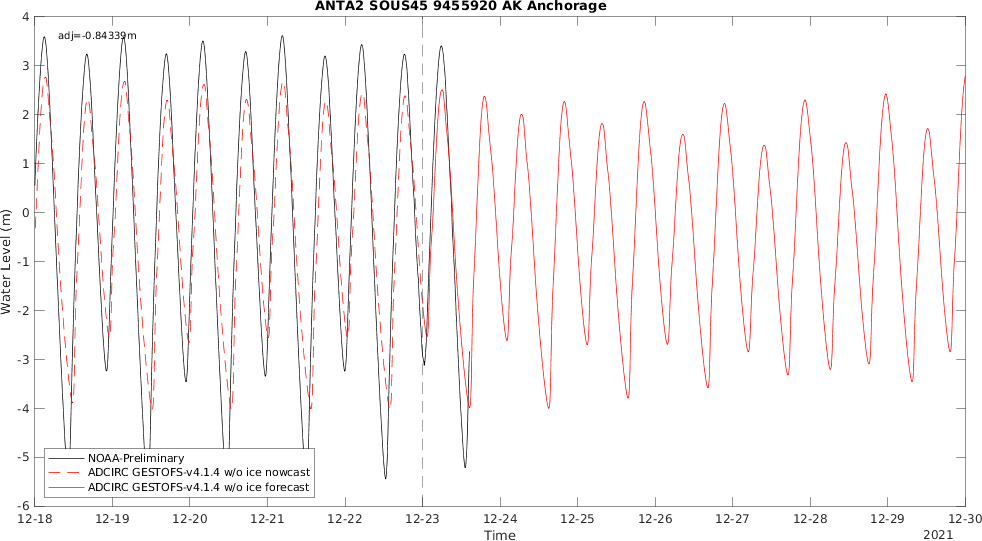 ANTA2 SOUS45 9455920 AK Anchorage
adj=-0.84339m
4
3
2
1
0
-1
-2
-3
-4
-5
-6
Water Level (m)
NOAA-Preliminary
ADCIRC GESTOFS-v4.1.4 w/o ice nowcast
ADCIRC GESTOFS-v4.1.4 w/o ice forecast
12-18 12-19 12-20 12-21 12-22 12-23 12-24 12-25 12-26 12-27 12-28 12-29 12-30
Time
2021